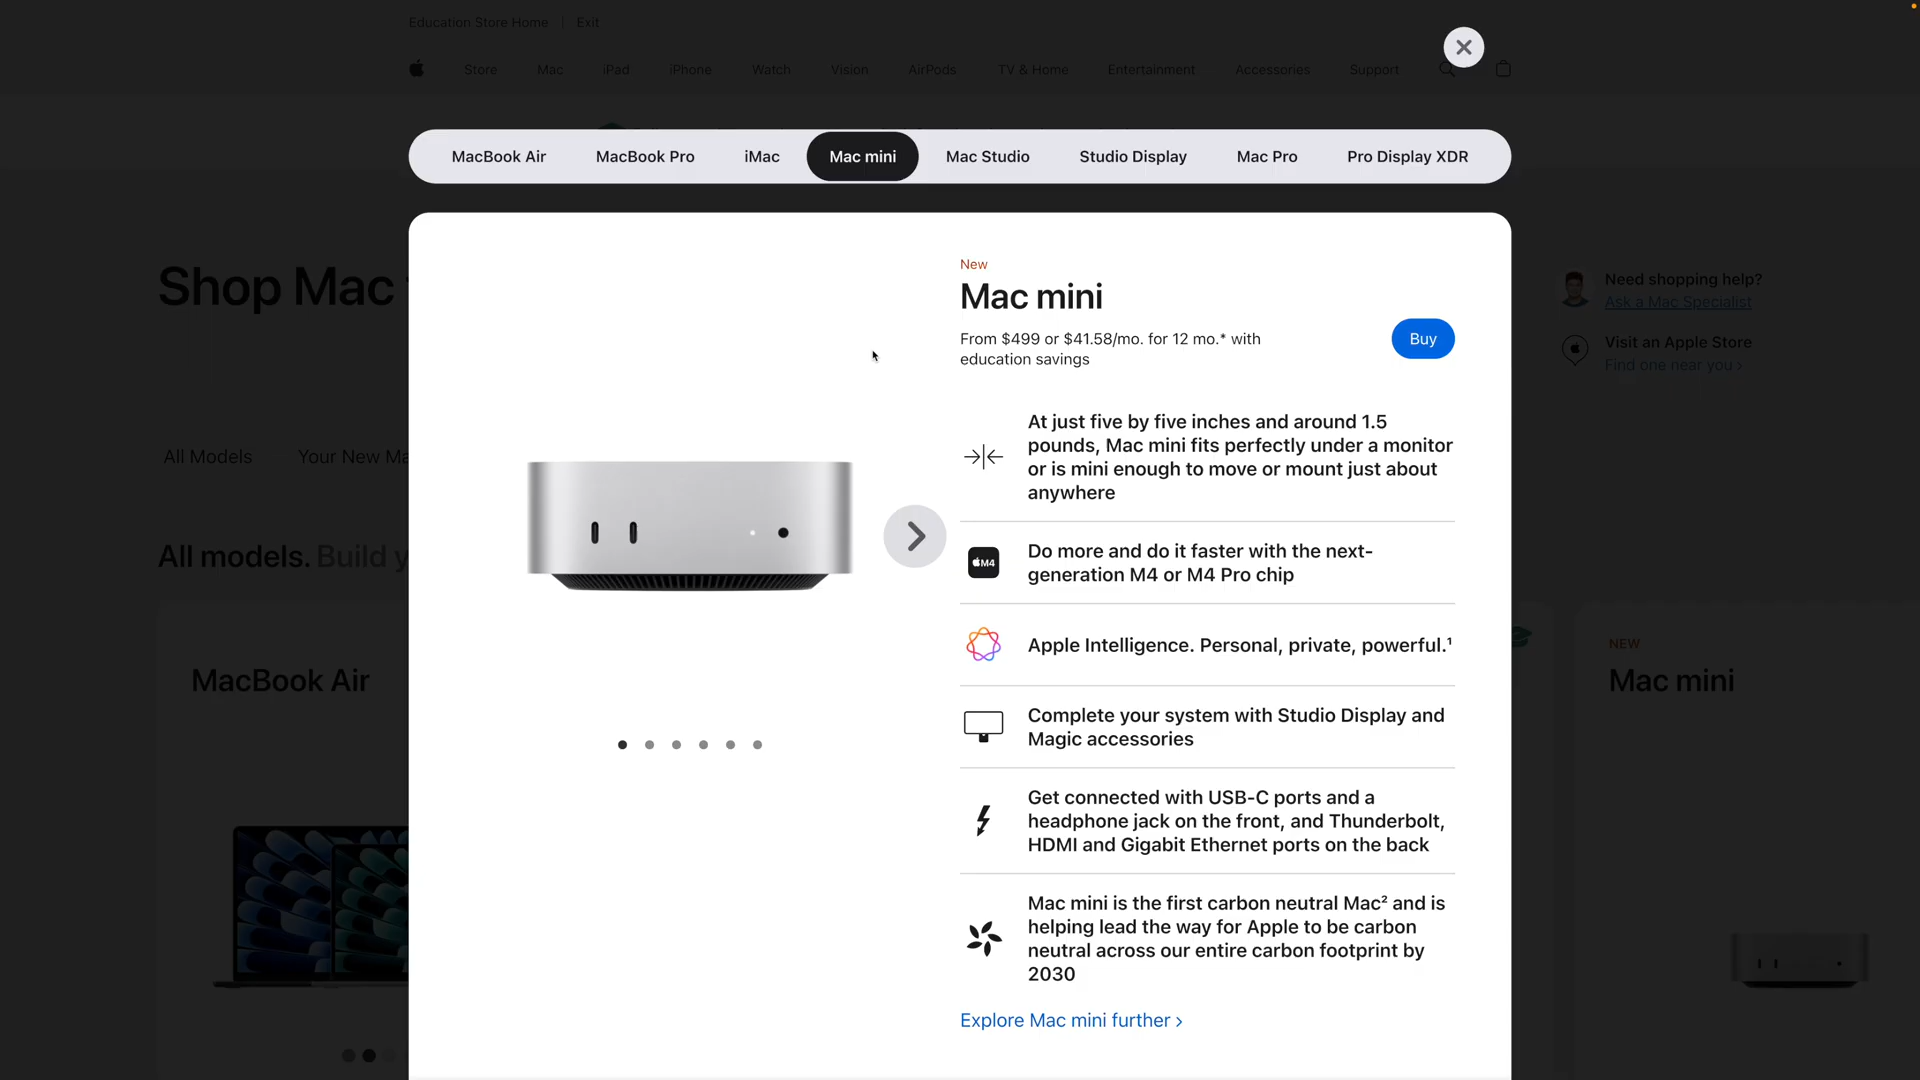 Education Store Home | Exit
Store Mac iPad iPhone Watch Vision AirPods TV & Home Entertainment Accessories Support
MacBook Air MacBook Pro iMac Mac mini Mac Studio Studio Display Mac Pro Pro Display XDR
New
Mac mini
From $499 or $41.58/mo. for 12 mo.* with
education savings
Buy
At just five by five inches and around 1.5
pounds, Mac mini fits perfectly under a monitor
or is mini enough to move or mount just about
anywhere
M4
Do more and do it faster with the next-
generation M4 or M4 Pro chip
Apple Intelligence. Personal, private, powerful.¹
Complete your system with Studio Display and
Magic accessories
Get connected with USB-C ports and a
headphone jack on the front, and Thunderbolt,
HDMI and Gigabit Ethernet ports on the back
Mac mini is the first carbon neutral Mac² and is
helping lead the way for Apple to be carbon
neutral across our entire carbon footprint by
2030
Explore Mac mini further ›
Shop Mac
Need shopping help?
Ask a Mac Specialist
Visit an Apple Store
Find one near you ›
All Models Your New Ma
All models. Build y
MacBook Air
NEW
Mac mini